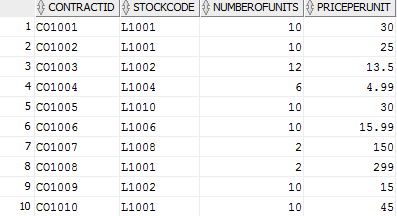 CONTRACTID STOCKCODE NUMBEROFUNITS PRICEPERUNIT
1 CO1001 L1001 10 30
2 CO1002 L1001 10 25
3 CO1003 L1002 12 13.5
4 CO1004 L1004 6 4.99
5 CO1005 L1010 10 30
6 CO1006 L1006 10 15.99
7 CO1007 L1008 2 150
8 CO1008 L1001 2 299
9 CO1009 L1002 10 15
10 CO1010 L1001 10 45